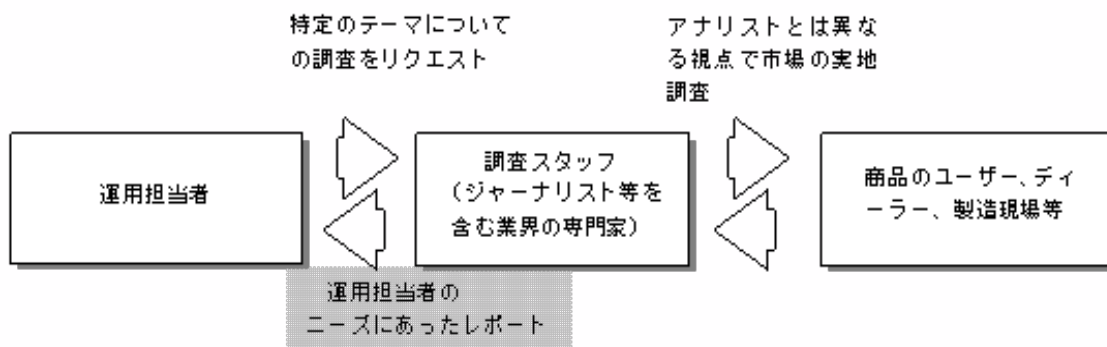 特定のテーマについて
の調査をリクエスト
アナリストとは異な
る視点で市場の実地
調査
運用担当者
調査スタッフ
(ジャーナリスト等を
含む業界の専門家)
商品のユーザー、ディ
ーラー、製造現場等
運用担当者の
ニーズにあったレポート